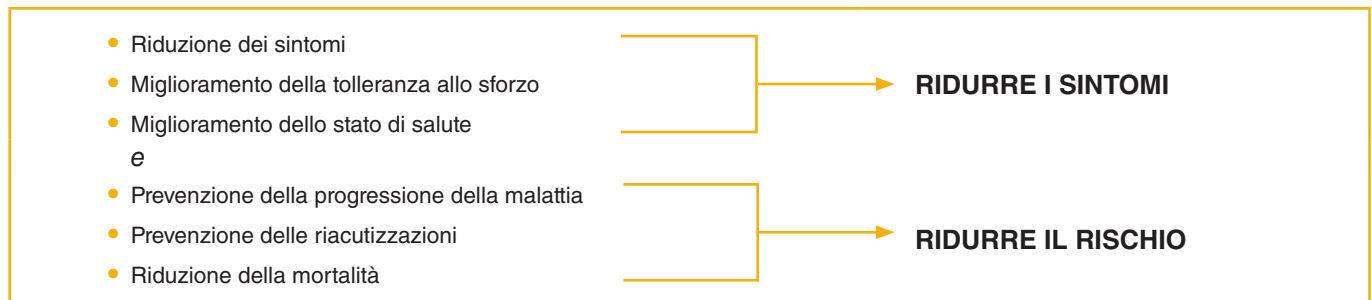 • Riduzione dei sintomi
• Miglioramento della tolleranza allo sforzo
RIDURRE I SINTOMI
• Miglioramento dello stato di salute
e
• Prevenzione della progressione della malattia
• Prevenzione delle riacutizzazioni
RIDURRE IL RISCHIO
• Riduzione della mortalità